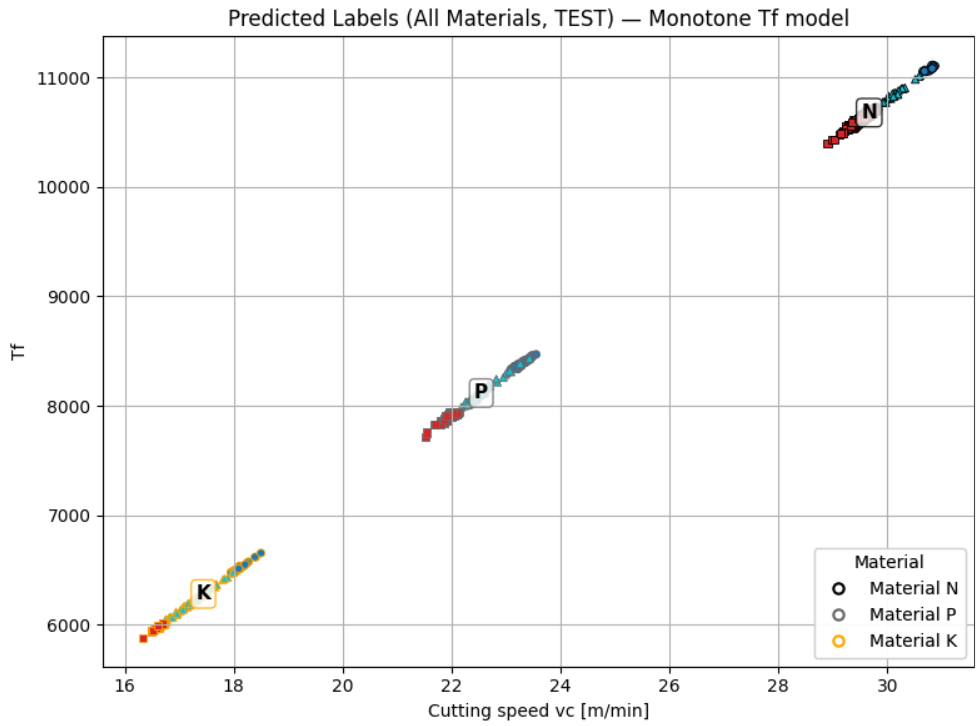 Predicted Labels (All Materials, TEST) — Monotone Tf model
11000
10000
9000
8000
7000
6000
Tf
N
P
K
Material
Material N
Material P
Material K
16 18 20 22 24 26 28 30
Cutting speed vc [m/min]